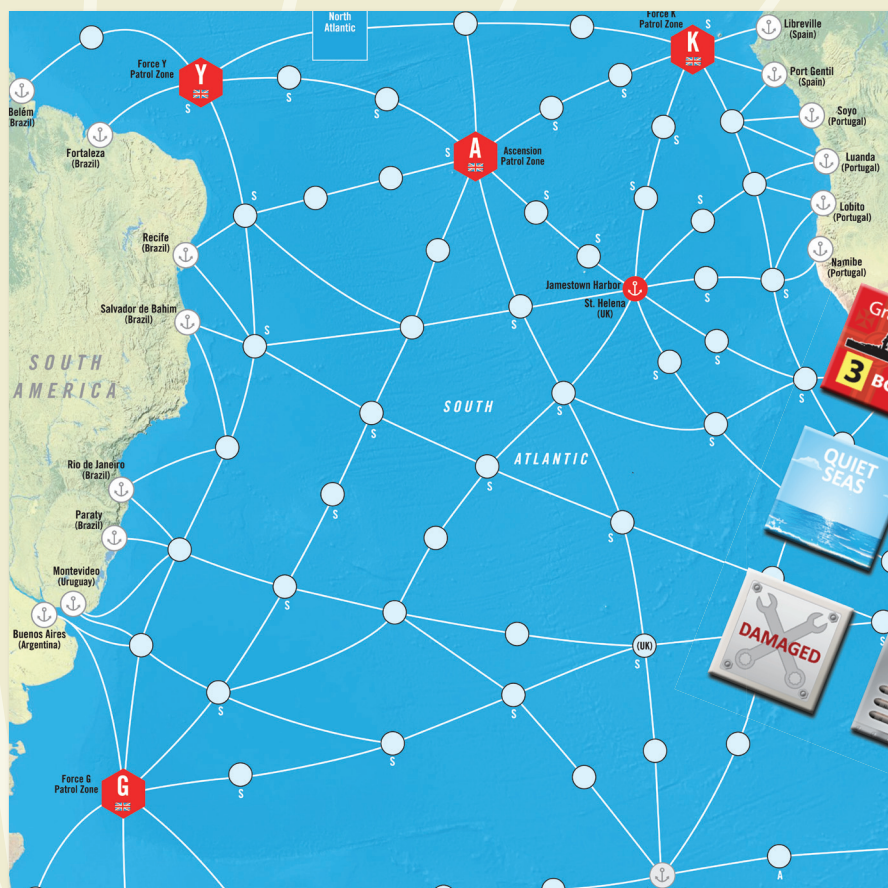 North
Atlantic
Force K
Patrol Zone
S
K
Libreville
(Spain)
Force Y
Patrol Zone
Y
S
S
S
S
S
Port Gentil
(Spain)
Belém
Brazil)
Fortaleza
(Brazil)
S
A
Ascension
Patrol Zone
S
Soyo
(Portugal)
Luanda
(Portugal)
S
S
S
S
Lobito
(Portugal)
Recife
(Brazil)
S
Namibe
(Portugal)
Jamestown Harbor
St. Helena
(UK)
S
S
Salvador de Bahim
(Brazil)
S
S
S
S
3
SOUTH
AMERICA
S
SOUTH
ATLANTIC
S
S
S
QUIET
SEAS
Rio de Janeiro
(Brazil)
S
S
Paraty
(Brazil)
Montevideo
(Uruguay)
S
Buenos Aires
(Argentina)
(UK)
S
DAMAGED
S
S
S
S
Force G
Patrol Zone
G
S
A